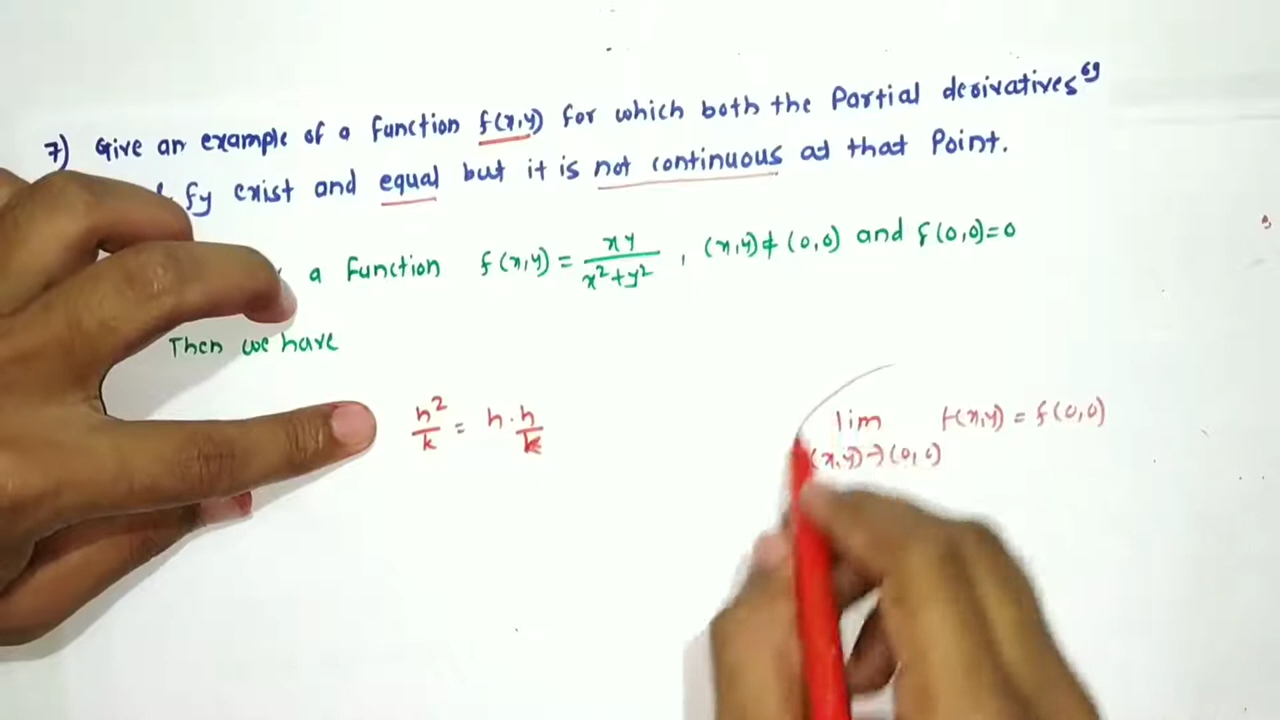 7) Give an example of a function f(x,y) for which both the Partial derivatives
fy exist and equal but it is not continuous at that Point.
a function f(x,y) = xy / x²+y² , (x,y) ≠ (0,0) and f(0,0)=0
Then we have
h²/k = h · h/k
lim f(x,y) = f(0,0)
(x,y)→(0,0)